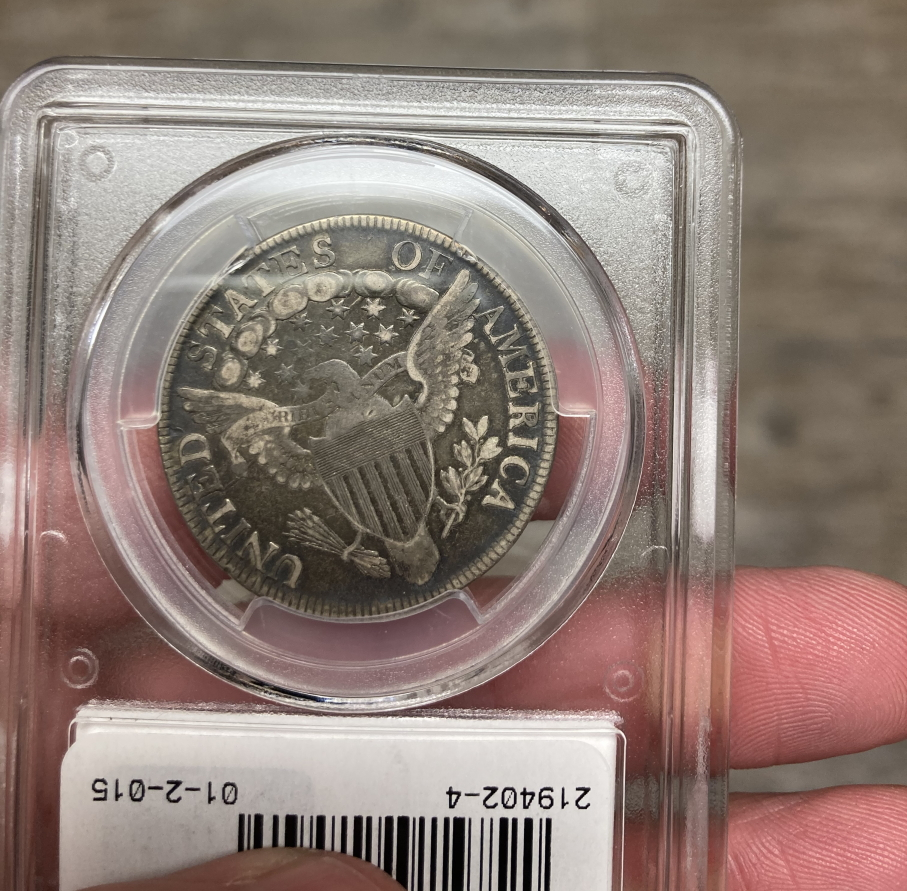 UNITED STATES OF AMERICA
219402-4
01-2-015